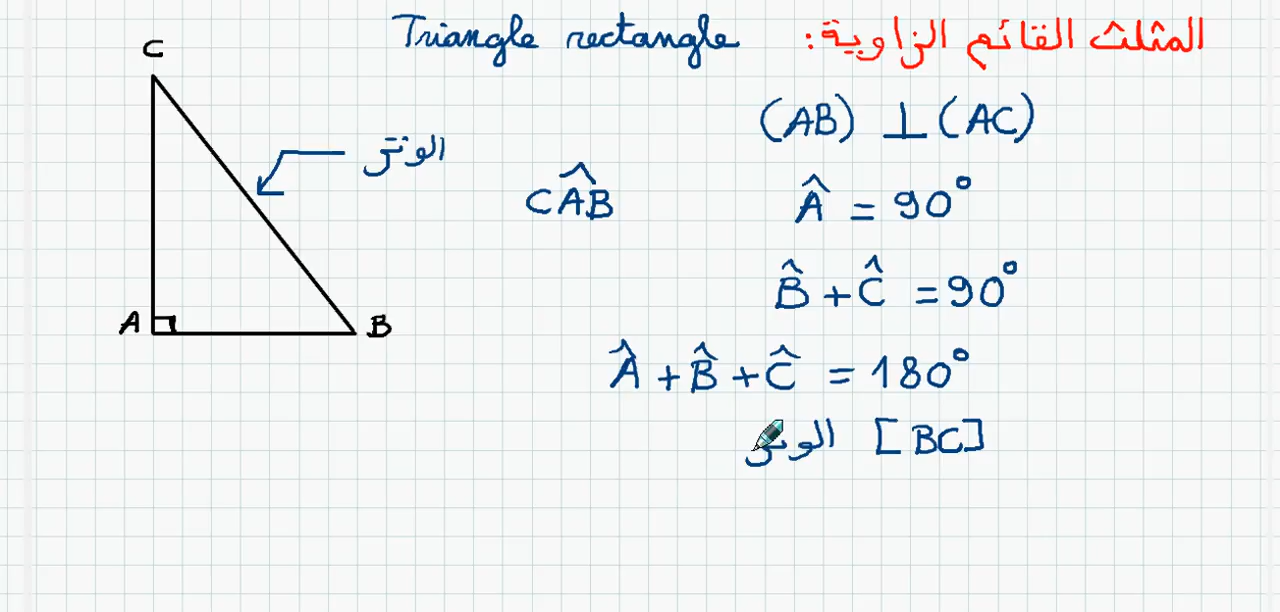 Triangle rectangle المثلث القائم الزاوية:
C
(AB) ⊥ (AC)
الوتر
CÂB
Â = 90°
B̂ + Ĉ = 90°
A
B
Â + B̂ + Ĉ = 180°
[BC] الوتر